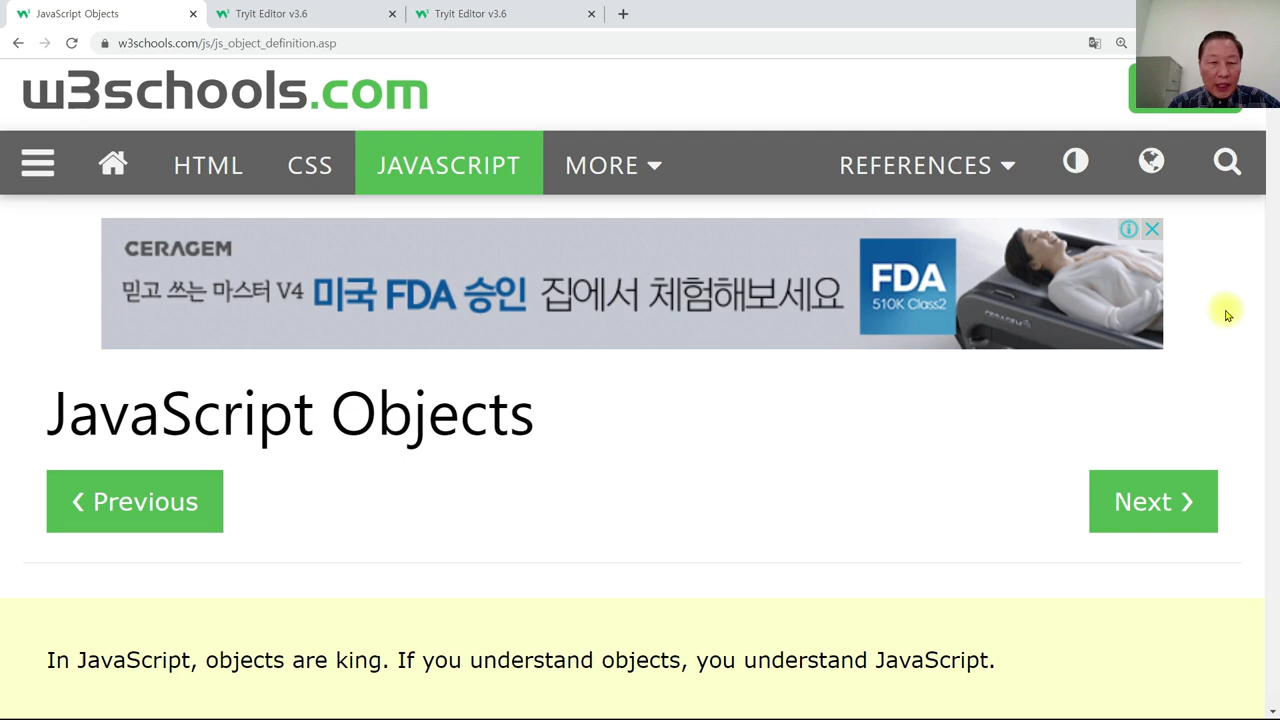 JavaScript Objects
Tryit Editor v3.6
Tryit Editor v3.6
w3schools.com/js/js_object_definition.asp
w3schools.com
HTML
CSS
JAVASCRIPT
MORE
REFERENCES
CERAGEM
믿고 쓰는 마스터 V4 미국 FDA 승인 집에서 체험해보세요
FDA
510K Class2
CERAGEM
JavaScript Objects
❮ Previous
Next ❯
In JavaScript, objects are king. If you understand objects, you understand JavaScript.